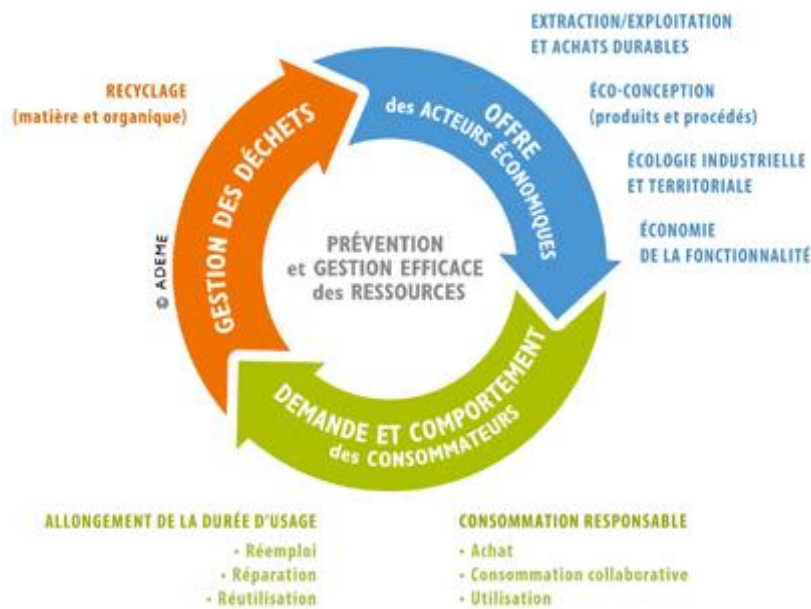 EXTRACTION/EXPLOITATION
ET ACHATS DURABLES
RECYCLAGE
(matière et organique)
OFFRE
des ACTEURS ÉCONOMIQUES
ÉCO-CONCEPTION
(produits et procédés)
ÉCOLOGIE INDUSTRIELLE
ET TERRITORIALE
ÉCONOMIE
DE LA FONCTIONNALITÉ
GESTION DES DÉCHETS
PRÉVENTION
et GESTION EFFICACE
des RESSOURCES
© ADEME
DEMANDE ET COMPORTEMENT
des CONSOMMATEURS
ALLONGEMENT DE LA DURÉE D'USAGE
• Réemploi
• Réparation
• Réutilisation
CONSOMMATION RESPONSABLE
• Achat
• Consommation collaborative
• Utilisation